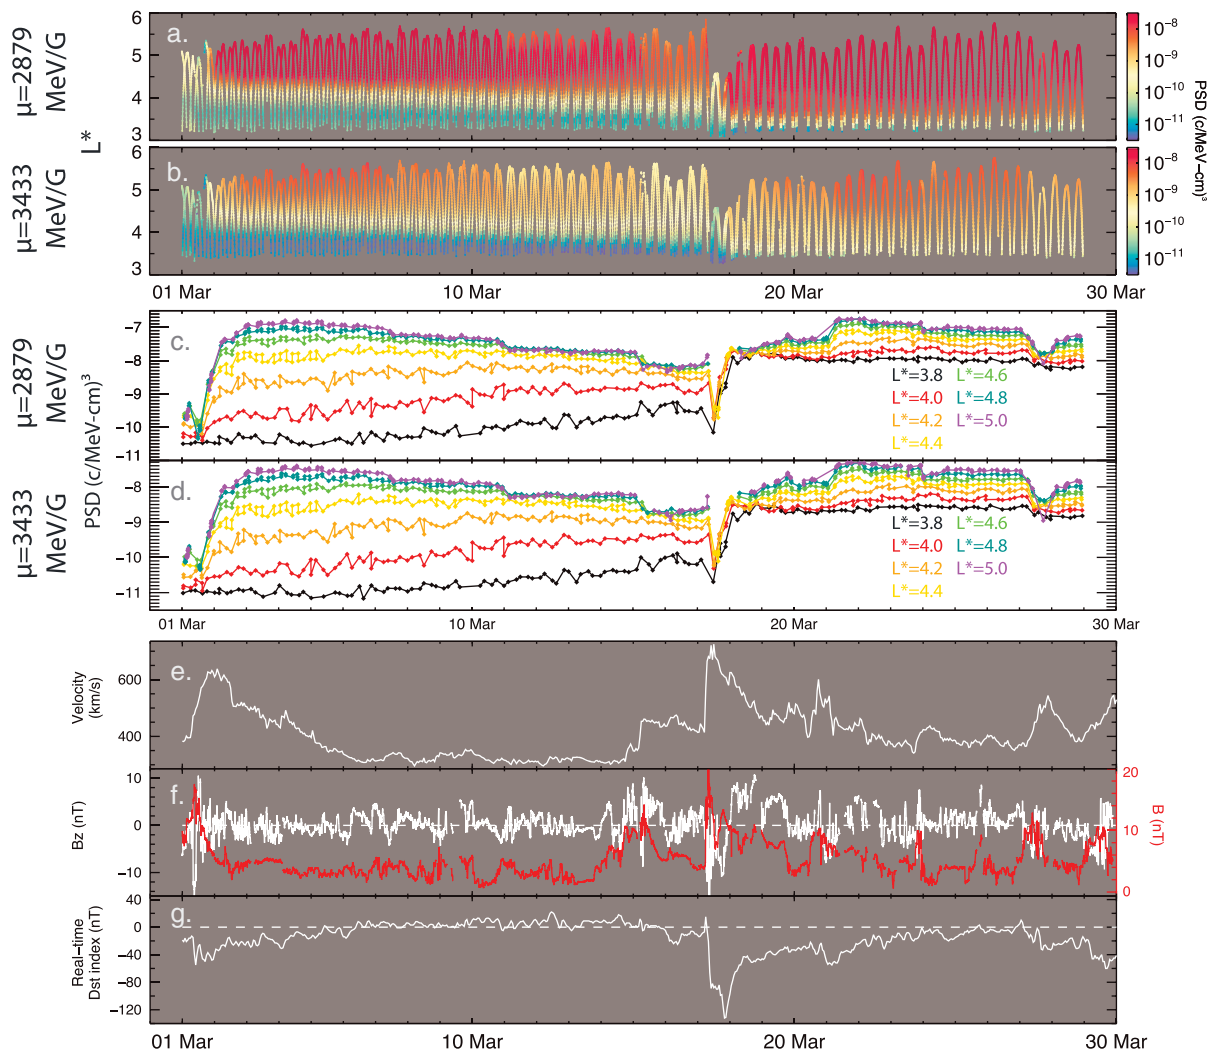 μ=2879
MeV/G
μ=3433
MeV/G
L*
a.
6
5
4
3
b.
6
5
4
3
01 Mar
10 Mar
20 Mar
30 Mar
10⁻⁸
10⁻⁹
10⁻¹⁰
10⁻¹¹
10⁻⁸
10⁻⁹
10⁻¹⁰
10⁻¹¹
PSD (c/MeV−cm)³
μ=2879
MeV/G
μ=3433
MeV/G
PSD (c/MeV-cm)³
c.
−7
−8
−9
−10
−11
L*=3.8 L*=4.6
L*=4.0 L*=4.8
L*=4.2 L*=5.0
L*=4.4
d.
−8
−9
−10
−11
L*=3.8 L*=4.6
L*=4.0 L*=4.8
L*=4.2 L*=5.0
L*=4.4
01 Mar
10 Mar
20 Mar
30 Mar
e.
Velocity
(km/s)
600
400
f.
Bz (nT)
10
0
−10
20
10
0
B (nT)
g.
Real−time
Dst index (nT)
40
0
−40
−80
−120
01 Mar
10 Mar
20 Mar
30 Mar